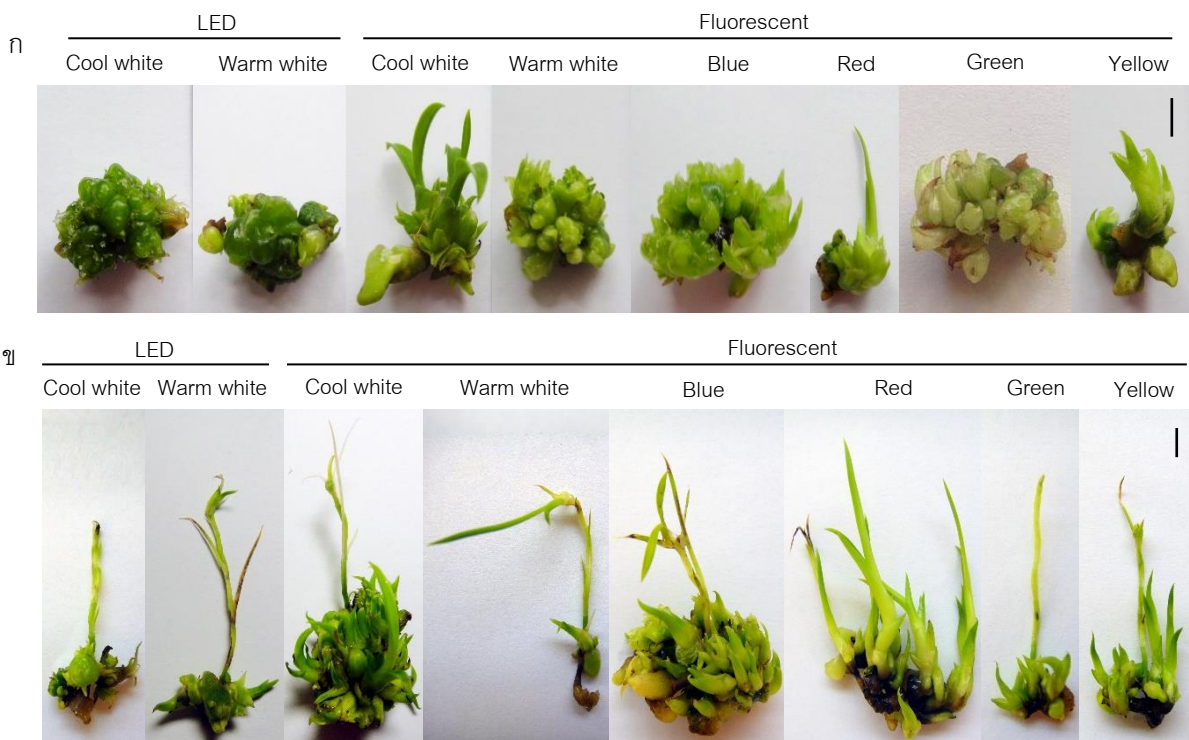 LED Fluorescent
ก
Cool white Warm white Cool white Warm white Blue Red Green Yellow
LED Fluorescent
ข
Cool white Warm white Cool white Warm white Blue Red Green Yellow